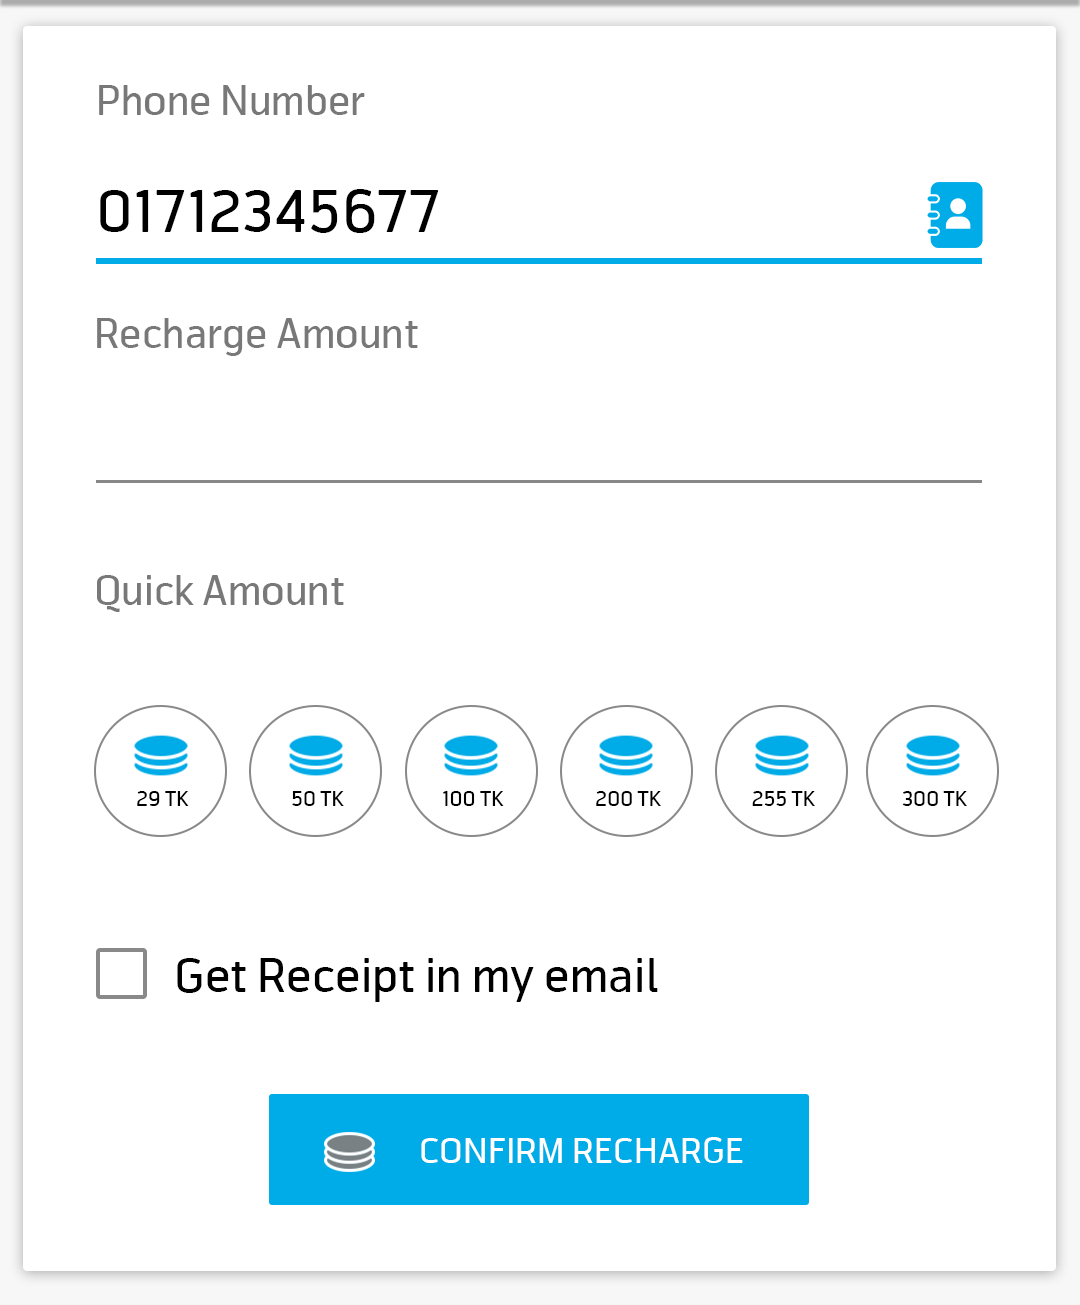 Phone Number
01712345677
Recharge Amount
Quick Amount
29 TK
50 TK
100 TK
200 TK
255 TK
300 TK
Get Receipt in my email
CONFIRM RECHARGE